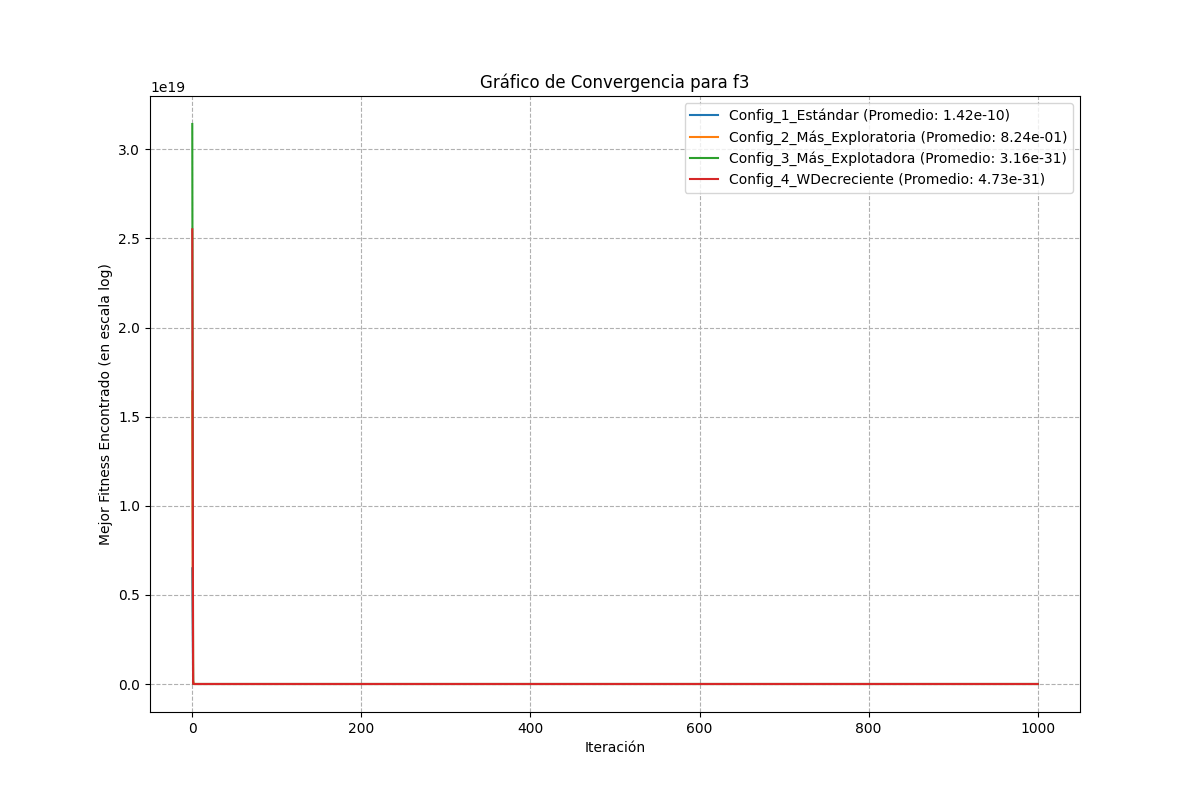 Gráfico de Convergencia para f3
1e19
Config_1_Estándar (Promedio: 1.42e-10)
Config_2_Más_Exploratoria (Promedio: 8.24e-01)
Config_3_Más_Explotadora (Promedio: 3.16e-31)
Config_4_WDecreciente (Promedio: 4.73e-31)
Mejor Fitness Encontrado (en escala log)
3.0
2.5
2.0
1.5
1.0
0.5
0.0
0 200 400 600 800 1000
Iteración